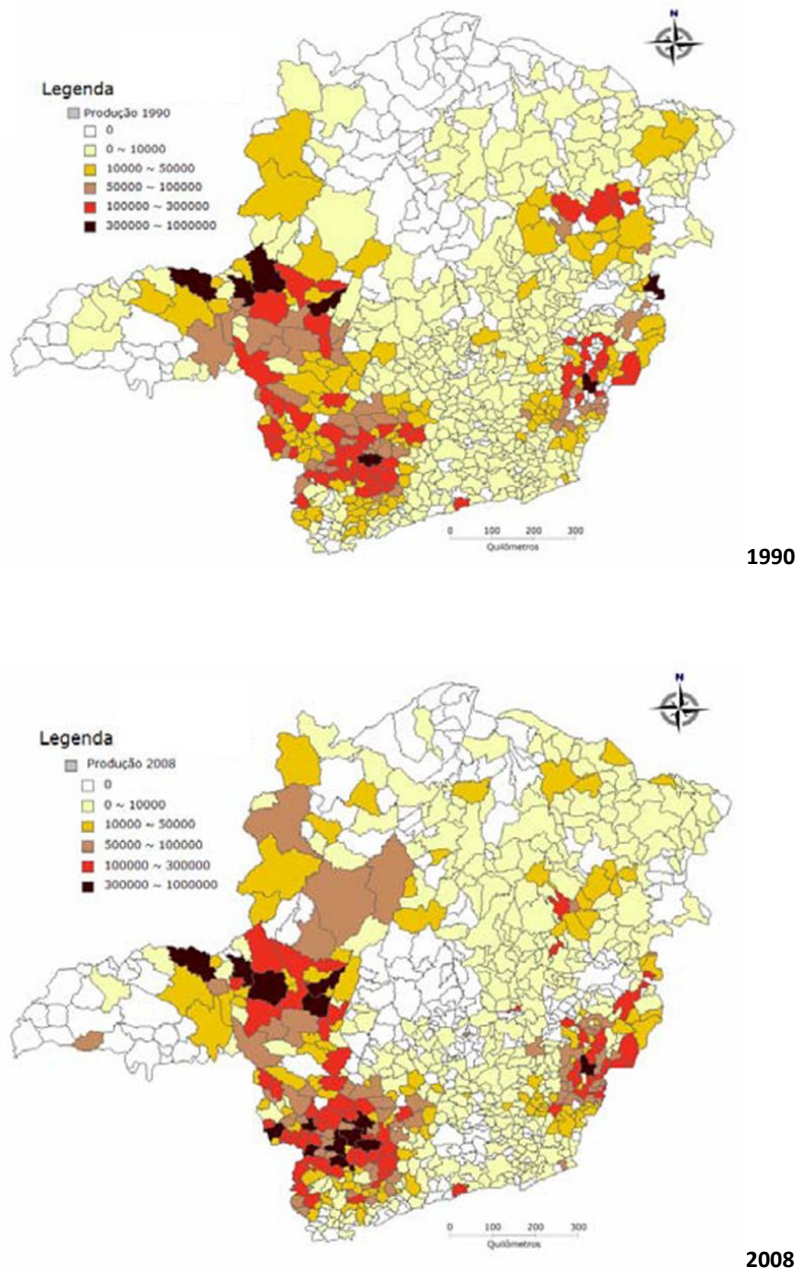 N
Legenda
Produção 1990
0
0 ~ 10000
10000 ~ 50000
50000 ~ 100000
100000 ~ 300000
300000 ~ 1000000
0 100 200 300
Quilômetros
1990
N
Legenda
Produção 2008
0
0 ~ 10000
10000 ~ 50000
50000 ~ 100000
100000 ~ 300000
300000 ~ 1000000
0 100 200 300
Quilômetros
2008